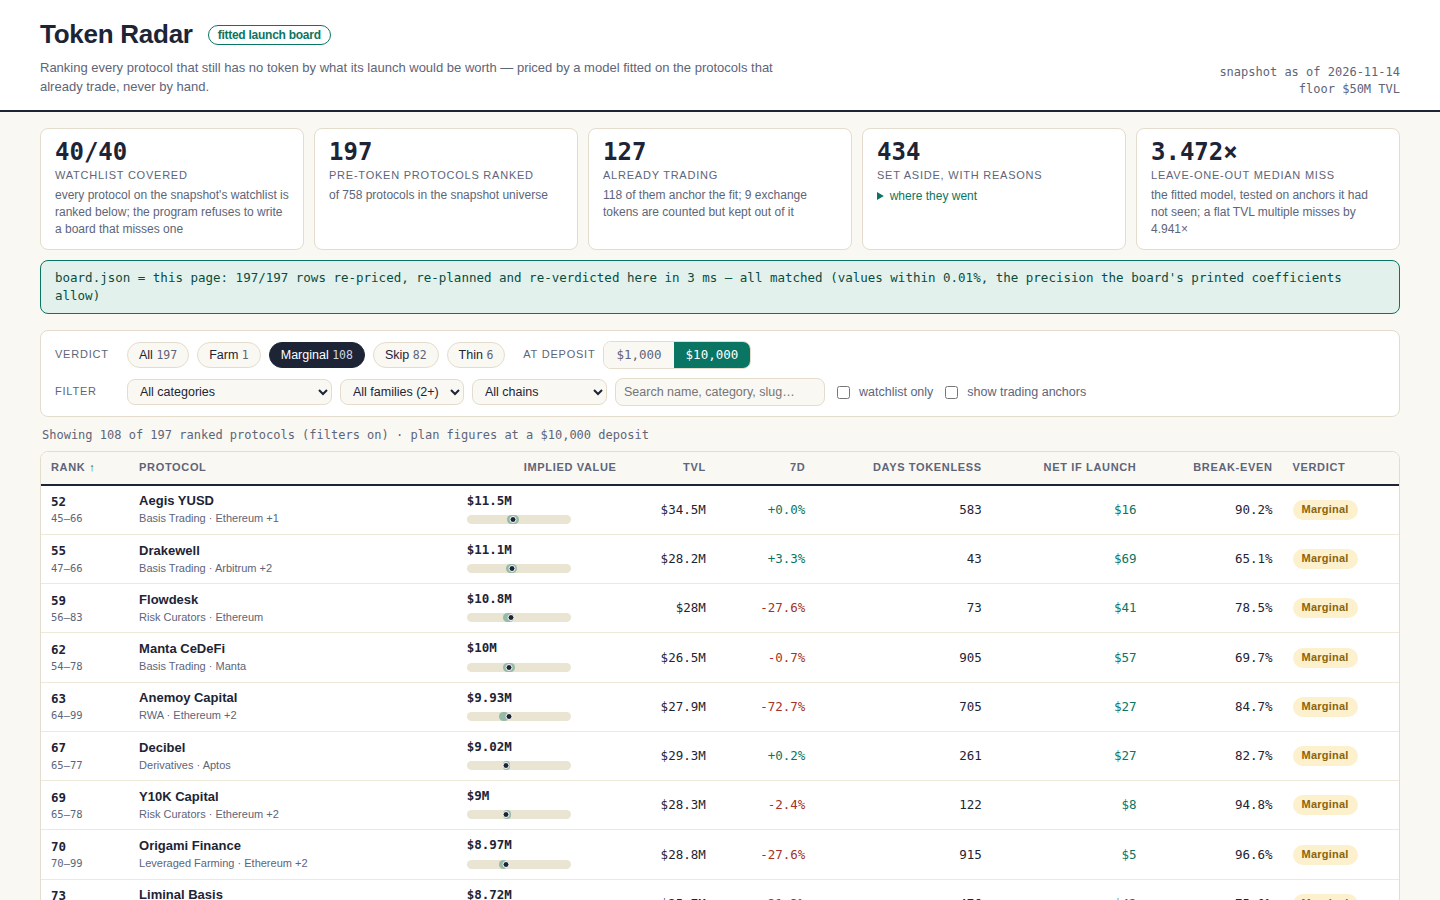 Token Radar
fitted launch board
Ranking every protocol that still has no token by what its launch would be worth — priced by a model fitted on the protocols that
already trade, never by hand.
snapshot as of 2026-11-14
floor $50M TVL
40/40
WATCHLIST COVERED
every protocol on the snapshot's watchlist is
ranked below; the program refuses to write
a board that misses one
197
PRE-TOKEN PROTOCOLS RANKED
of 758 protocols in the snapshot universe
127
ALREADY TRADING
118 of them anchor the fit; 9 exchange
tokens are counted but kept out of it
434
SET ASIDE, WITH REASONS
▶ where they went
3.472×
LEAVE-ONE-OUT MEDIAN MISS
the fitted model, tested on anchors it had
not seen; a flat TVL multiple misses by
4.941×
board.json = this page: 197/197 rows re-priced, re-planned and re-verdicted here in 3 ms — all matched (values within 0.01%, the precision the board's printed coefficients
allow)
VERDICT All 197 Farm 1 Marginal 108 Skip 82 Thin 6 AT DEPOSIT $1,000 $10,000
FILTER All categories All families (2+) All chains Search name, category, slug… watchlist only show trading anchors
Showing 108 of 197 ranked protocols (filters on) · plan figures at a $10,000 deposit
RANK ↑ PROTOCOL IMPLIED VALUE TVL 7D DAYS TOKENLESS NET IF LAUNCH BREAK-EVEN VERDICT
52 Aegis YUSD $11.5M $34.5M +0.0% 583 $16 90.2% Marginal
45–66 Basis Trading · Ethereum +1
55 Drakewell $11.1M $28.2M +3.3% 43 $69 65.1% Marginal
47–66 Basis Trading · Arbitrum +2
59 Flowdesk $10.8M $28M -27.6% 73 $41 78.5% Marginal
56–83 Risk Curators · Ethereum
62 Manta CeDeFi $10M $26.5M -0.7% 905 $57 69.7% Marginal
54–78 Basis Trading · Manta
63 Anemoy Capital $9.93M $27.9M -72.7% 705 $27 84.7% Marginal
64–99 RWA · Ethereum +2
67 Decibel $9.02M $29.3M +0.2% 261 $27 82.7% Marginal
65–77 Derivatives · Aptos
69 Y10K Capital $9M $28.3M -2.4% 122 $8 94.8% Marginal
65–78 Risk Curators · Ethereum +2
70 Origami Finance $8.97M $28.8M -27.6% 915 $5 96.6% Marginal
70–99 Leveraged Farming · Ethereum +2
73 Liminal Basis $8.72M